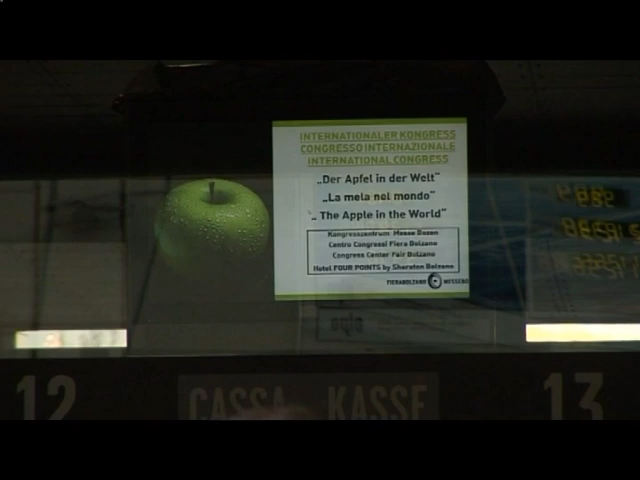 INTERNATIONALER KONGRESS
CONGRESSO INTERNAZIONALE
INTERNATIONAL CONGRESS
„Der Apfel in der Welt“
„La mela nel mondo“
„The Apple in the World“
Kongresszentrum Messe Bozen
Centro Congressi Fiera Bolzano
Congress Center Fair Bolzano
Hotel FOUR POINTS by Sheraton Bolzano
FIERABOLZANO MESSEBOZEN
12 CASSA KASSE 13